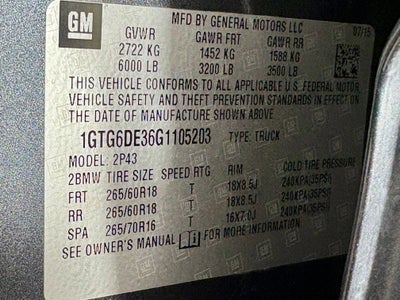 GM
MFD BY GENERAL MOTORS LLC
07/15
GVWR GAWR FRT GAWR RR
2722 KG 1452 KG 1588 KG
6000 LB 3200 LB 3500 LB
THIS VEHICLE CONFORMS TO ALL APPLICABLE U.S. FEDERAL MOTOR
VEHICLE SAFETY AND THEFT PREVENTION STANDARDS IN EFFECT ON
THE DATE OF MANUFACTURE SHOWN ABOVE.
1GTG6DE36G1105203 TYPE: TRUCK
MODEL: 2P43
2BMW TIRE SIZE SPEED RTG RIM COLD TIRE PRESSURE
FRT 265/60R18 T 18X8.5J 240KPA(35PSI)
RR 265/60R18 T 18X8.5J 240KPA(35PSI)
SPA 265/70R16 T 16X7.0J 240KPA(35PSI)
SEE OWNER'S MANUAL FOR MORE INFORMATION